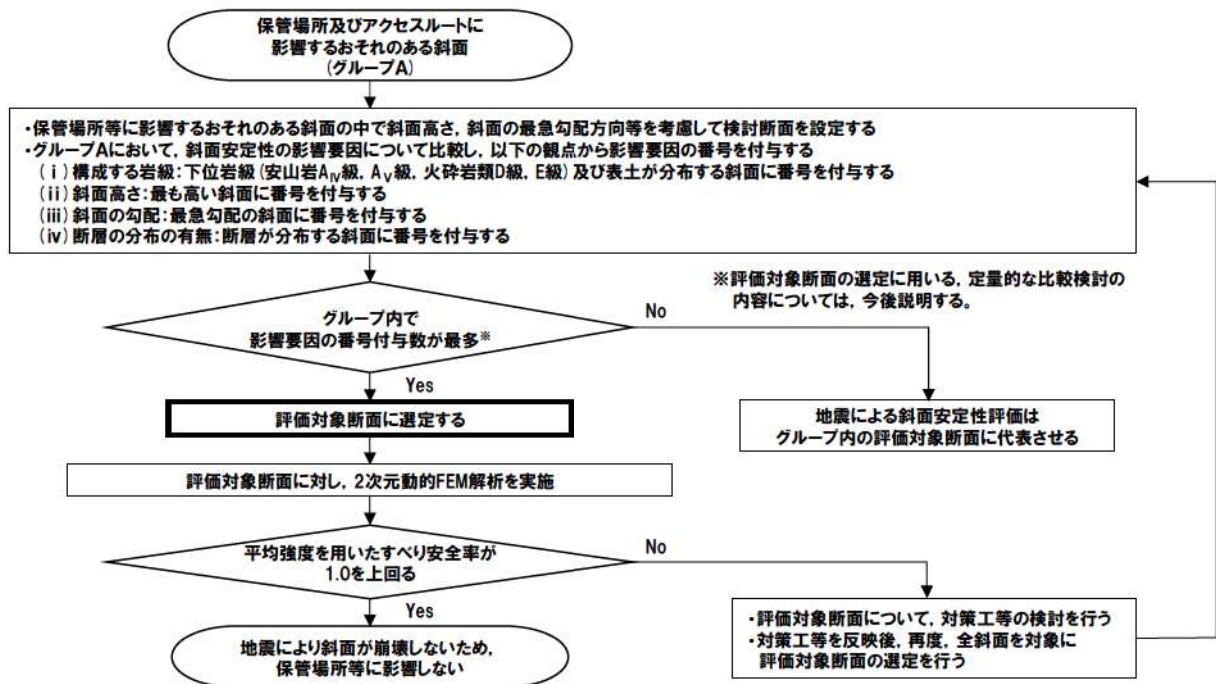 保管場所及びアクセスルートに
影響するおそれのある斜面
(グループA)
・保管場所等に影響するおそれのある斜面の中で斜面高さ，斜面の最急勾配方向等を考慮して検討断面を設定する
・グループAにおいて，斜面安定性の影響要因について比較し，以下の観点から影響要因の番号を付与する
(ⅰ)構成する岩級：下位岩級(安山岩AⅣ級，AⅤ級，火砕岩類D級，E級)及び表土が分布する斜面に番号を付与する
(ⅱ)斜面高さ：最も高い斜面に番号を付与する
(ⅲ)斜面の勾配：最急勾配の斜面に番号を付与する
(ⅳ)断層の分布の有無：断層が分布する斜面に番号を付与する
※評価対象断面の選定に用いる，定量的な比較検討の
内容については，今後説明する。
グループ内で
影響要因の番号付与数が最多※
No
Yes
評価対象断面に選定する
地震による斜面安定性評価は
グループ内の評価対象断面に代表させる
評価対象断面に対し，2次元動的FEM解析を実施
平均強度を用いたすべり安全率が
1.0を上回る
No
Yes
・評価対象断面について，対策工等の検討を行う
・対策工等を反映後，再度，全斜面を対象に
評価対象断面の選定を行う
地震により斜面が崩壊しないため，
保管場所等に影響しない